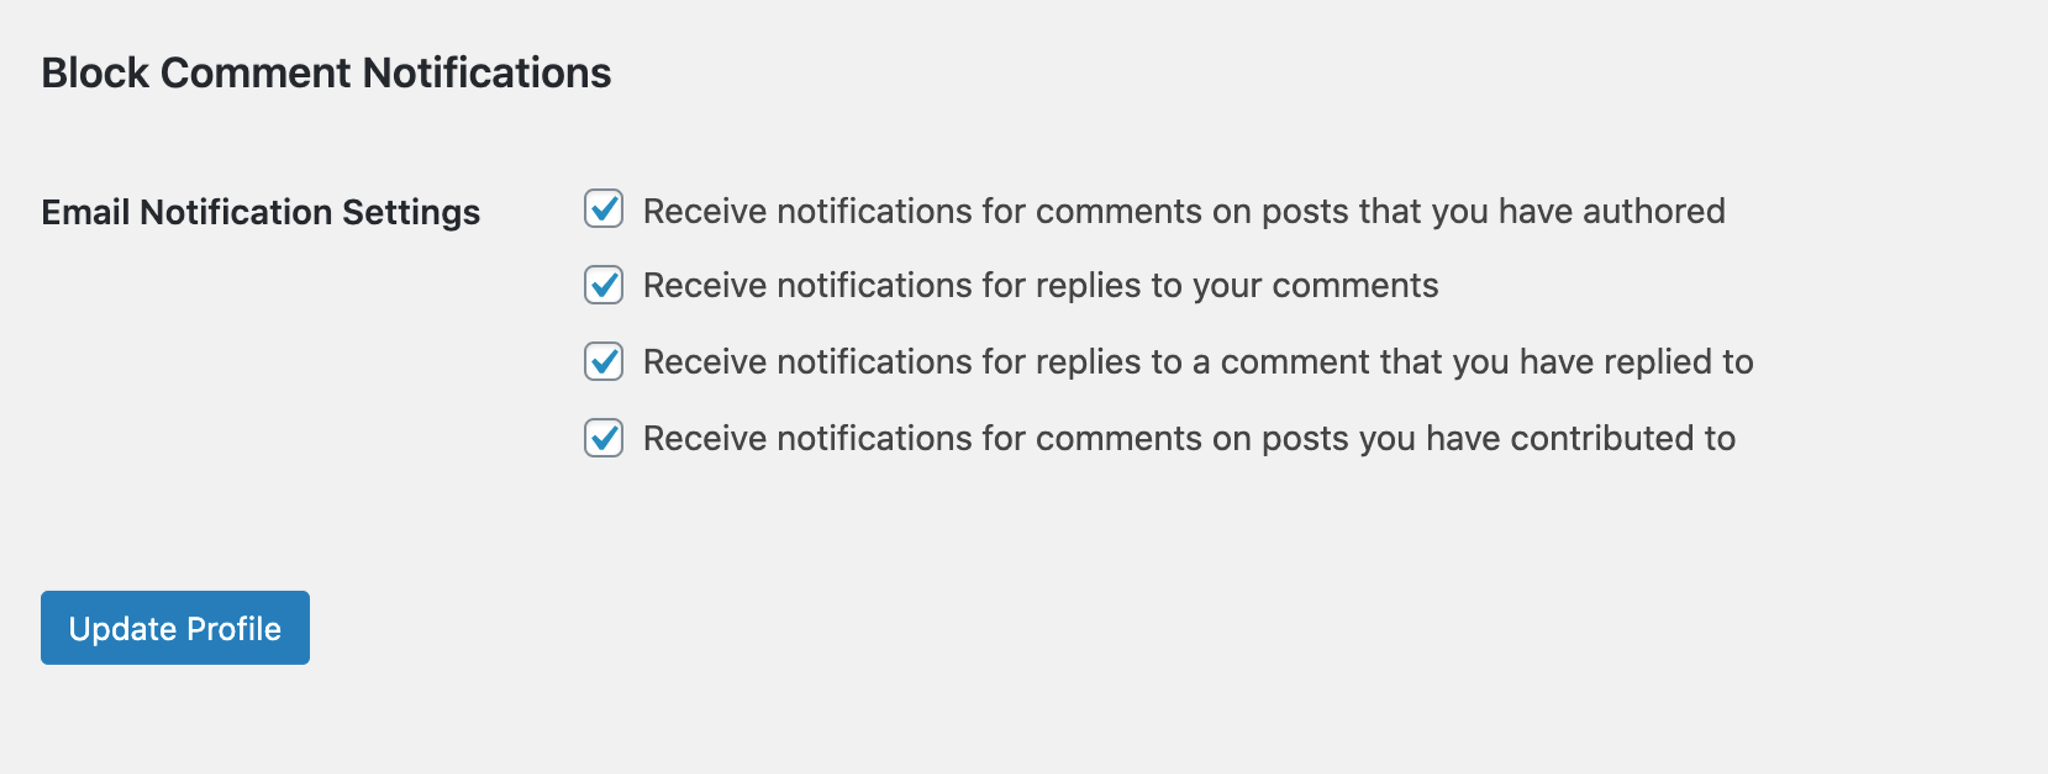 Block Comment Notifications
Email Notification Settings
Receive notifications for comments on posts that you have authored
Receive notifications for replies to your comments
Receive notifications for replies to a comment that you have replied to
Receive notifications for comments on posts you have contributed to
Update Profile